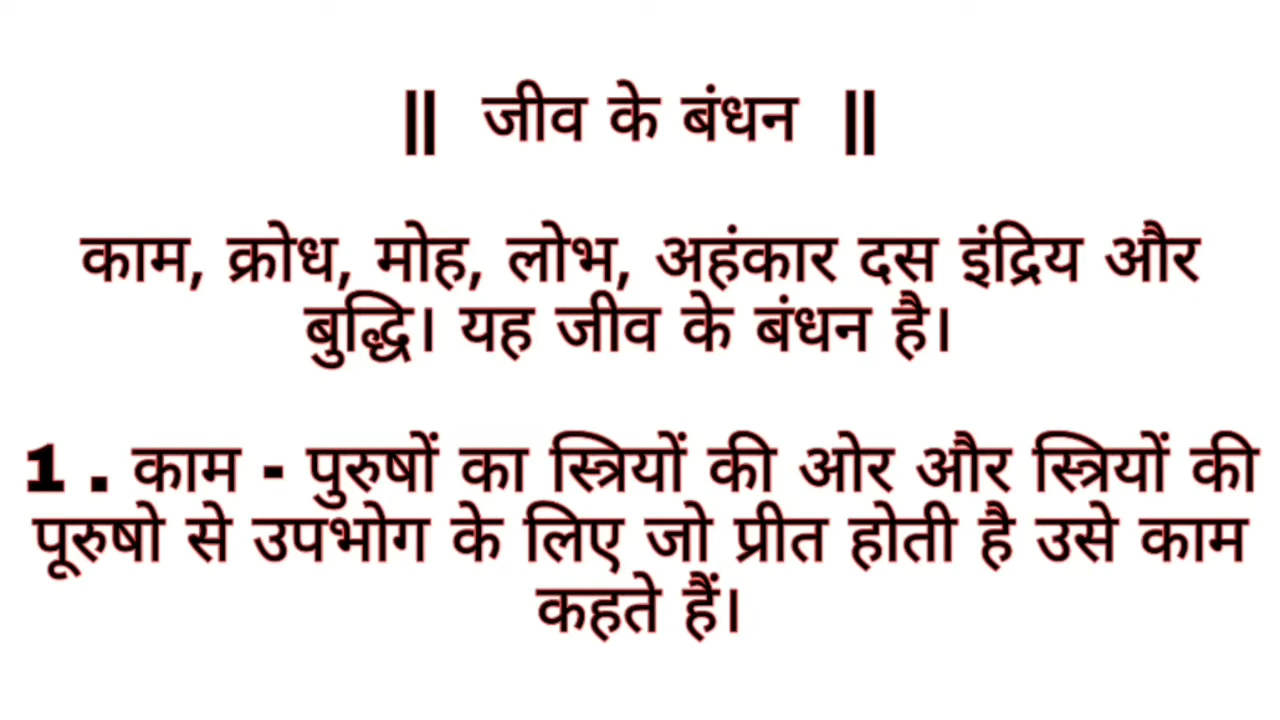 || जीव के बंधन ||
काम, क्रोध, मोह, लोभ, अहंकार दस इंद्रिय और
बुद्धि। यह जीव के बंधन है।
1 . काम - पुरुषों का स्त्रियों की ओर और स्त्रियों की
पूरुषो से उपभोग के लिए जो प्रीत होती है उसे काम
कहते हैं।